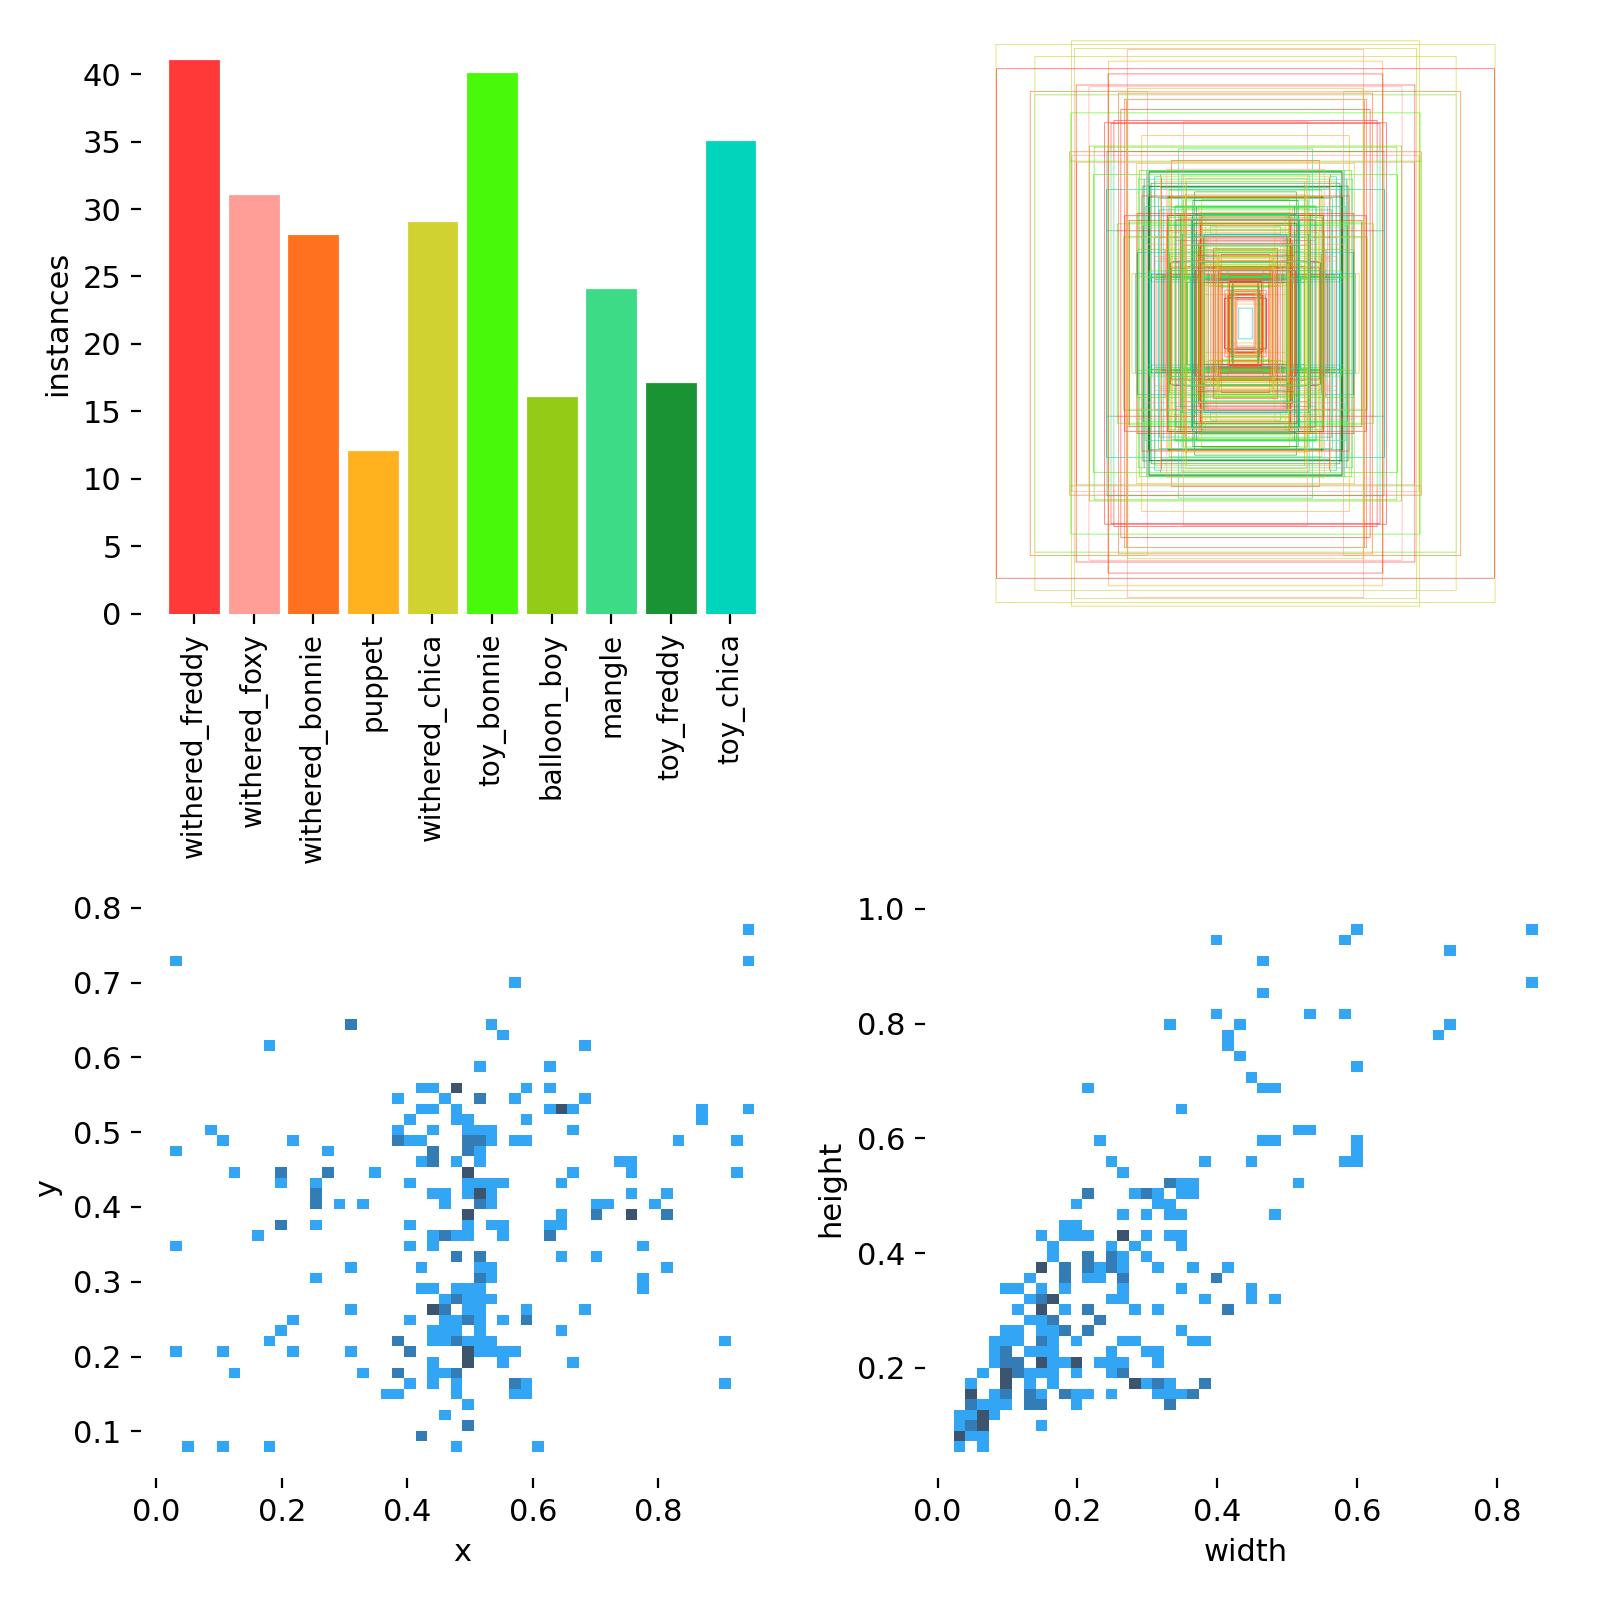 40
35
30
25
20
15
10
5
0
instances
withered_freddy
withered_foxy
withered_bonnie
puppet
withered_chica
toy_bonnie
balloon_boy
mangle
toy_freddy
toy_chica
0.8
0.7
0.6
0.5
0.4
0.3
0.2
0.1
y
0.0 0.2 0.4 0.6 0.8
x
1.0
0.8
0.6
0.4
0.2
height
0.0 0.2 0.4 0.6 0.8
width